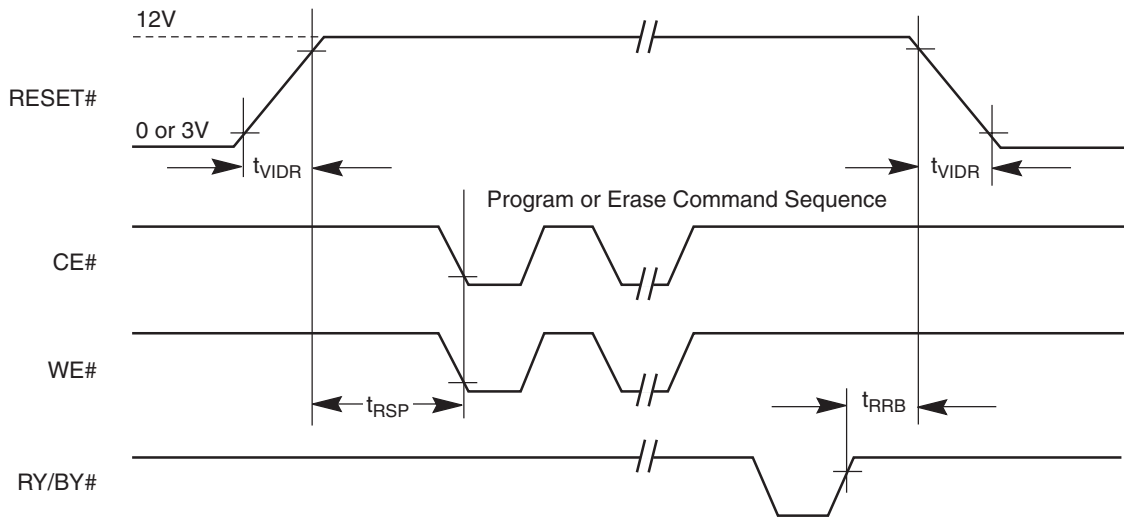 12V
RESET#
0 or 3V
tVIDR
tVIDR
Program or Erase Command Sequence
CE#
WE#
tRSP
tRRB
RY/BY#